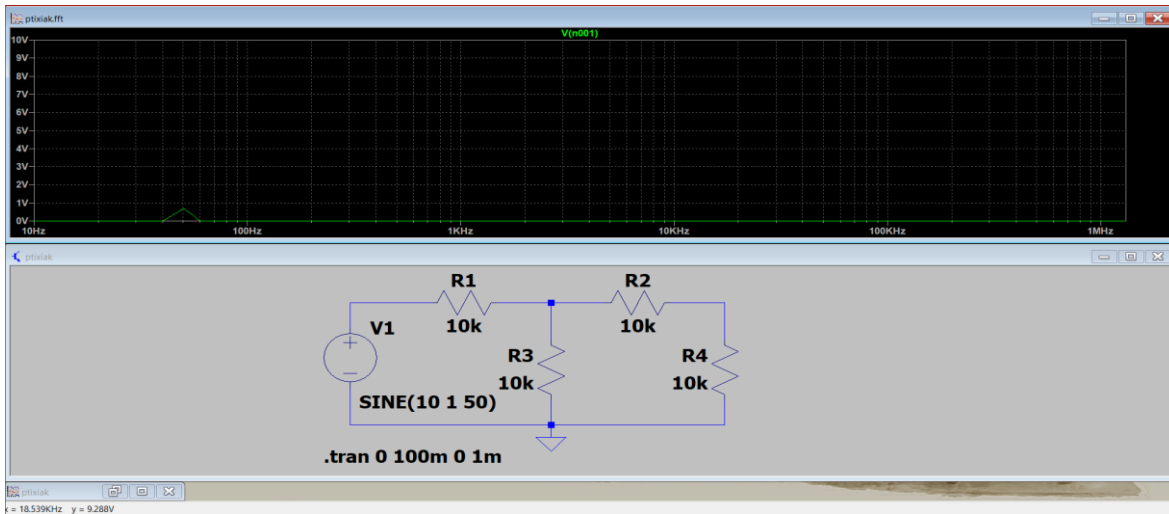 ptixiak.fft
V(n001)
10V
9V
8V
7V
6V
5V
4V
3V
2V
1V
0V
10Hz 100Hz 1KHz 10KHz 100KHz 1MHz
ptixiak
R1 R2
10k 10k
V1
R3 R4
10k 10k
SINE(10 1 50)
.tran 0 100m 0 1m
ptixiak
x = 18.539KHz y = 9.288V